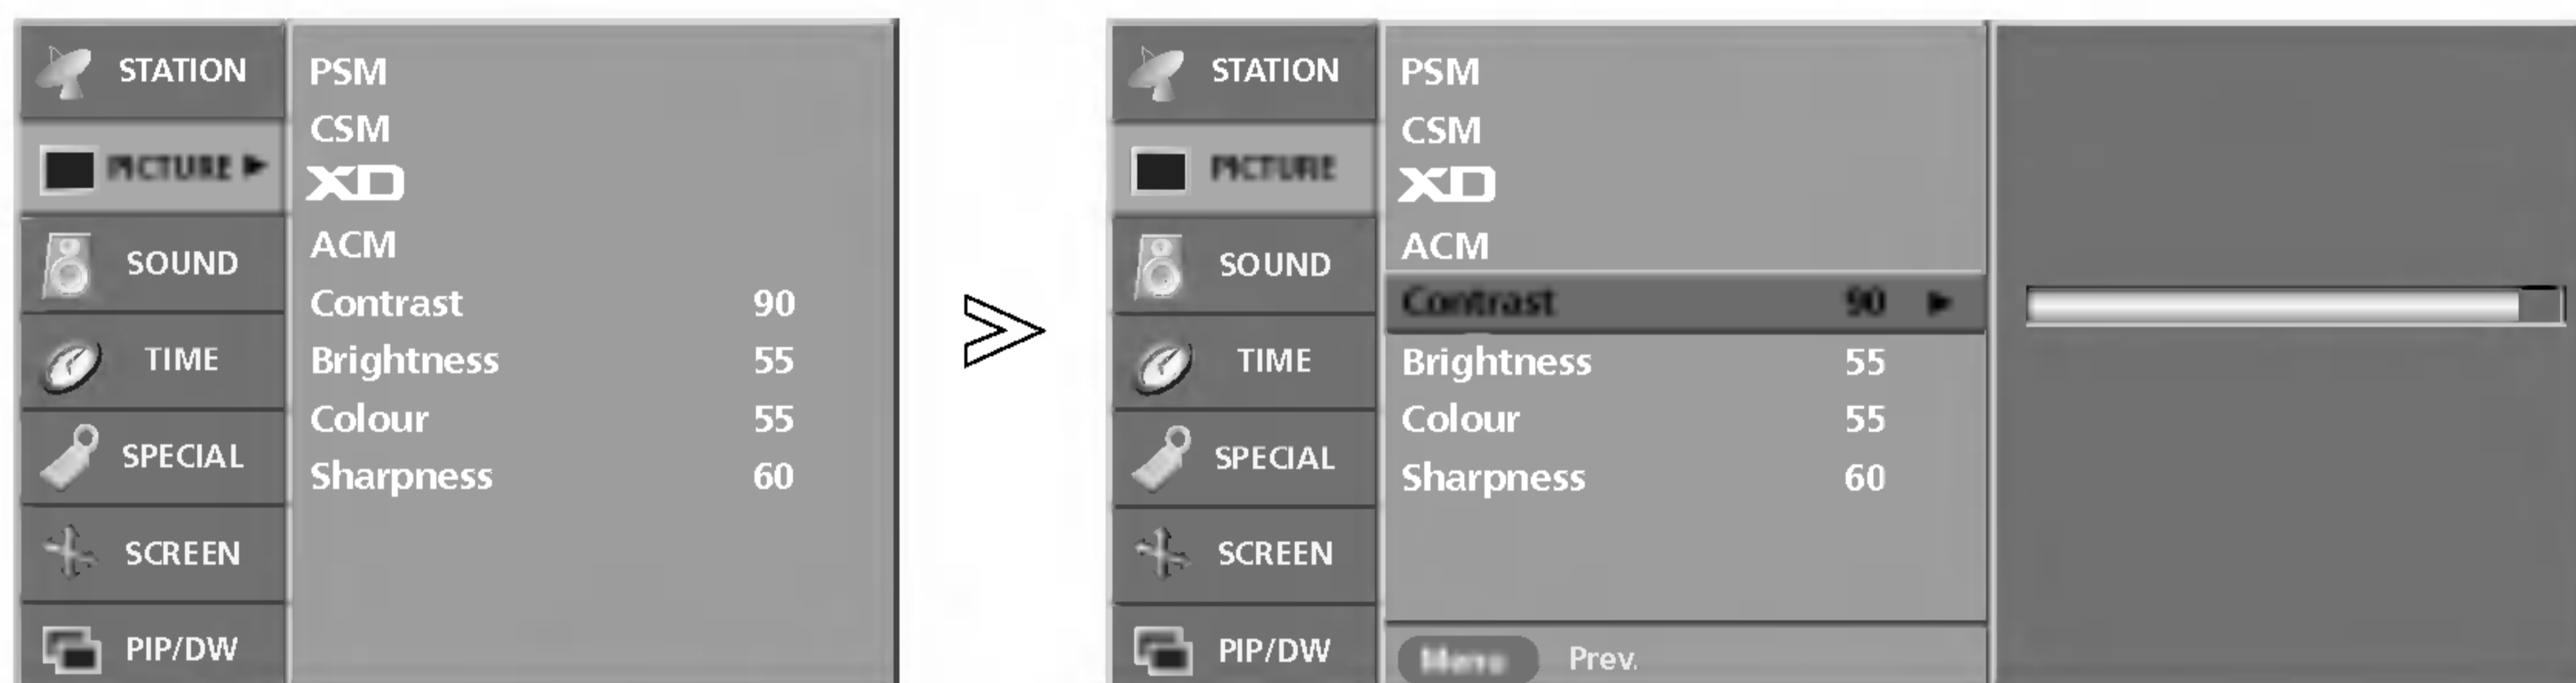 STATION
PICTURE ►
SOUND
TIME
SPECIAL
SCREEN
PIP/DW
PSM
CSM
XD
ACM
Contrast 90
Brightness 55
Colour 55
Sharpness 60
STATION
PICTURE
SOUND
TIME
SPECIAL
SCREEN
PIP/DW
PSM
CSM
XD
ACM
Contrast 90 ►
Brightness 55
Colour 55
Sharpness 60
Menu Prev.